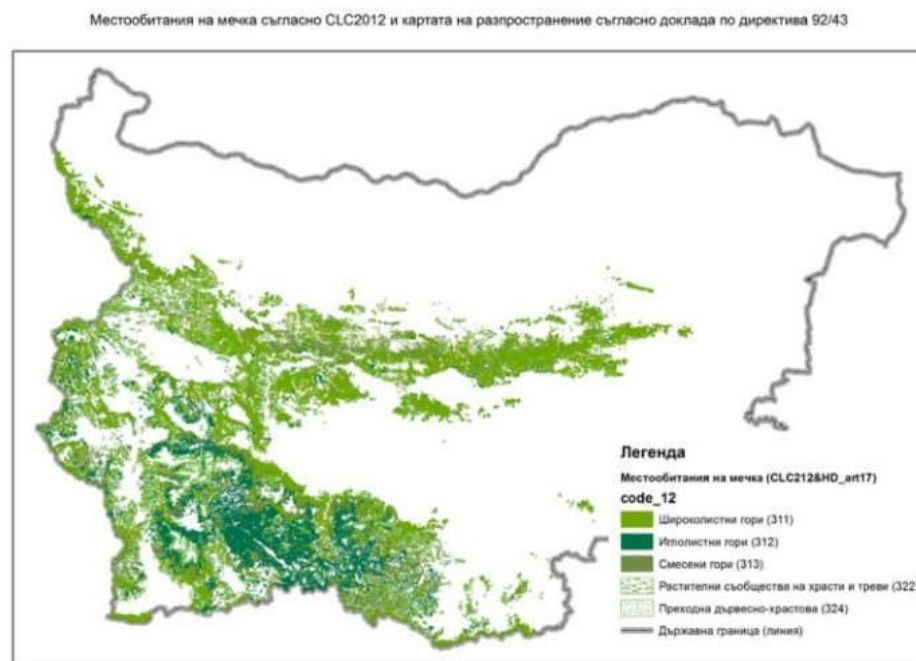 Местообитания на мечка съгласно CLC2012 и картата на разпространение съгласно доклада по директива 92/43
Легенда
Местообитания на мечка (CLC212&HD_art17)
code_12
Широколистни гори (311)
Иглолистни гори (312)
Смесени гори (313)
Растителни съобщества на храсти и треви (322
Преходна дървесно-храстова (324)
Държавна граница (линия)